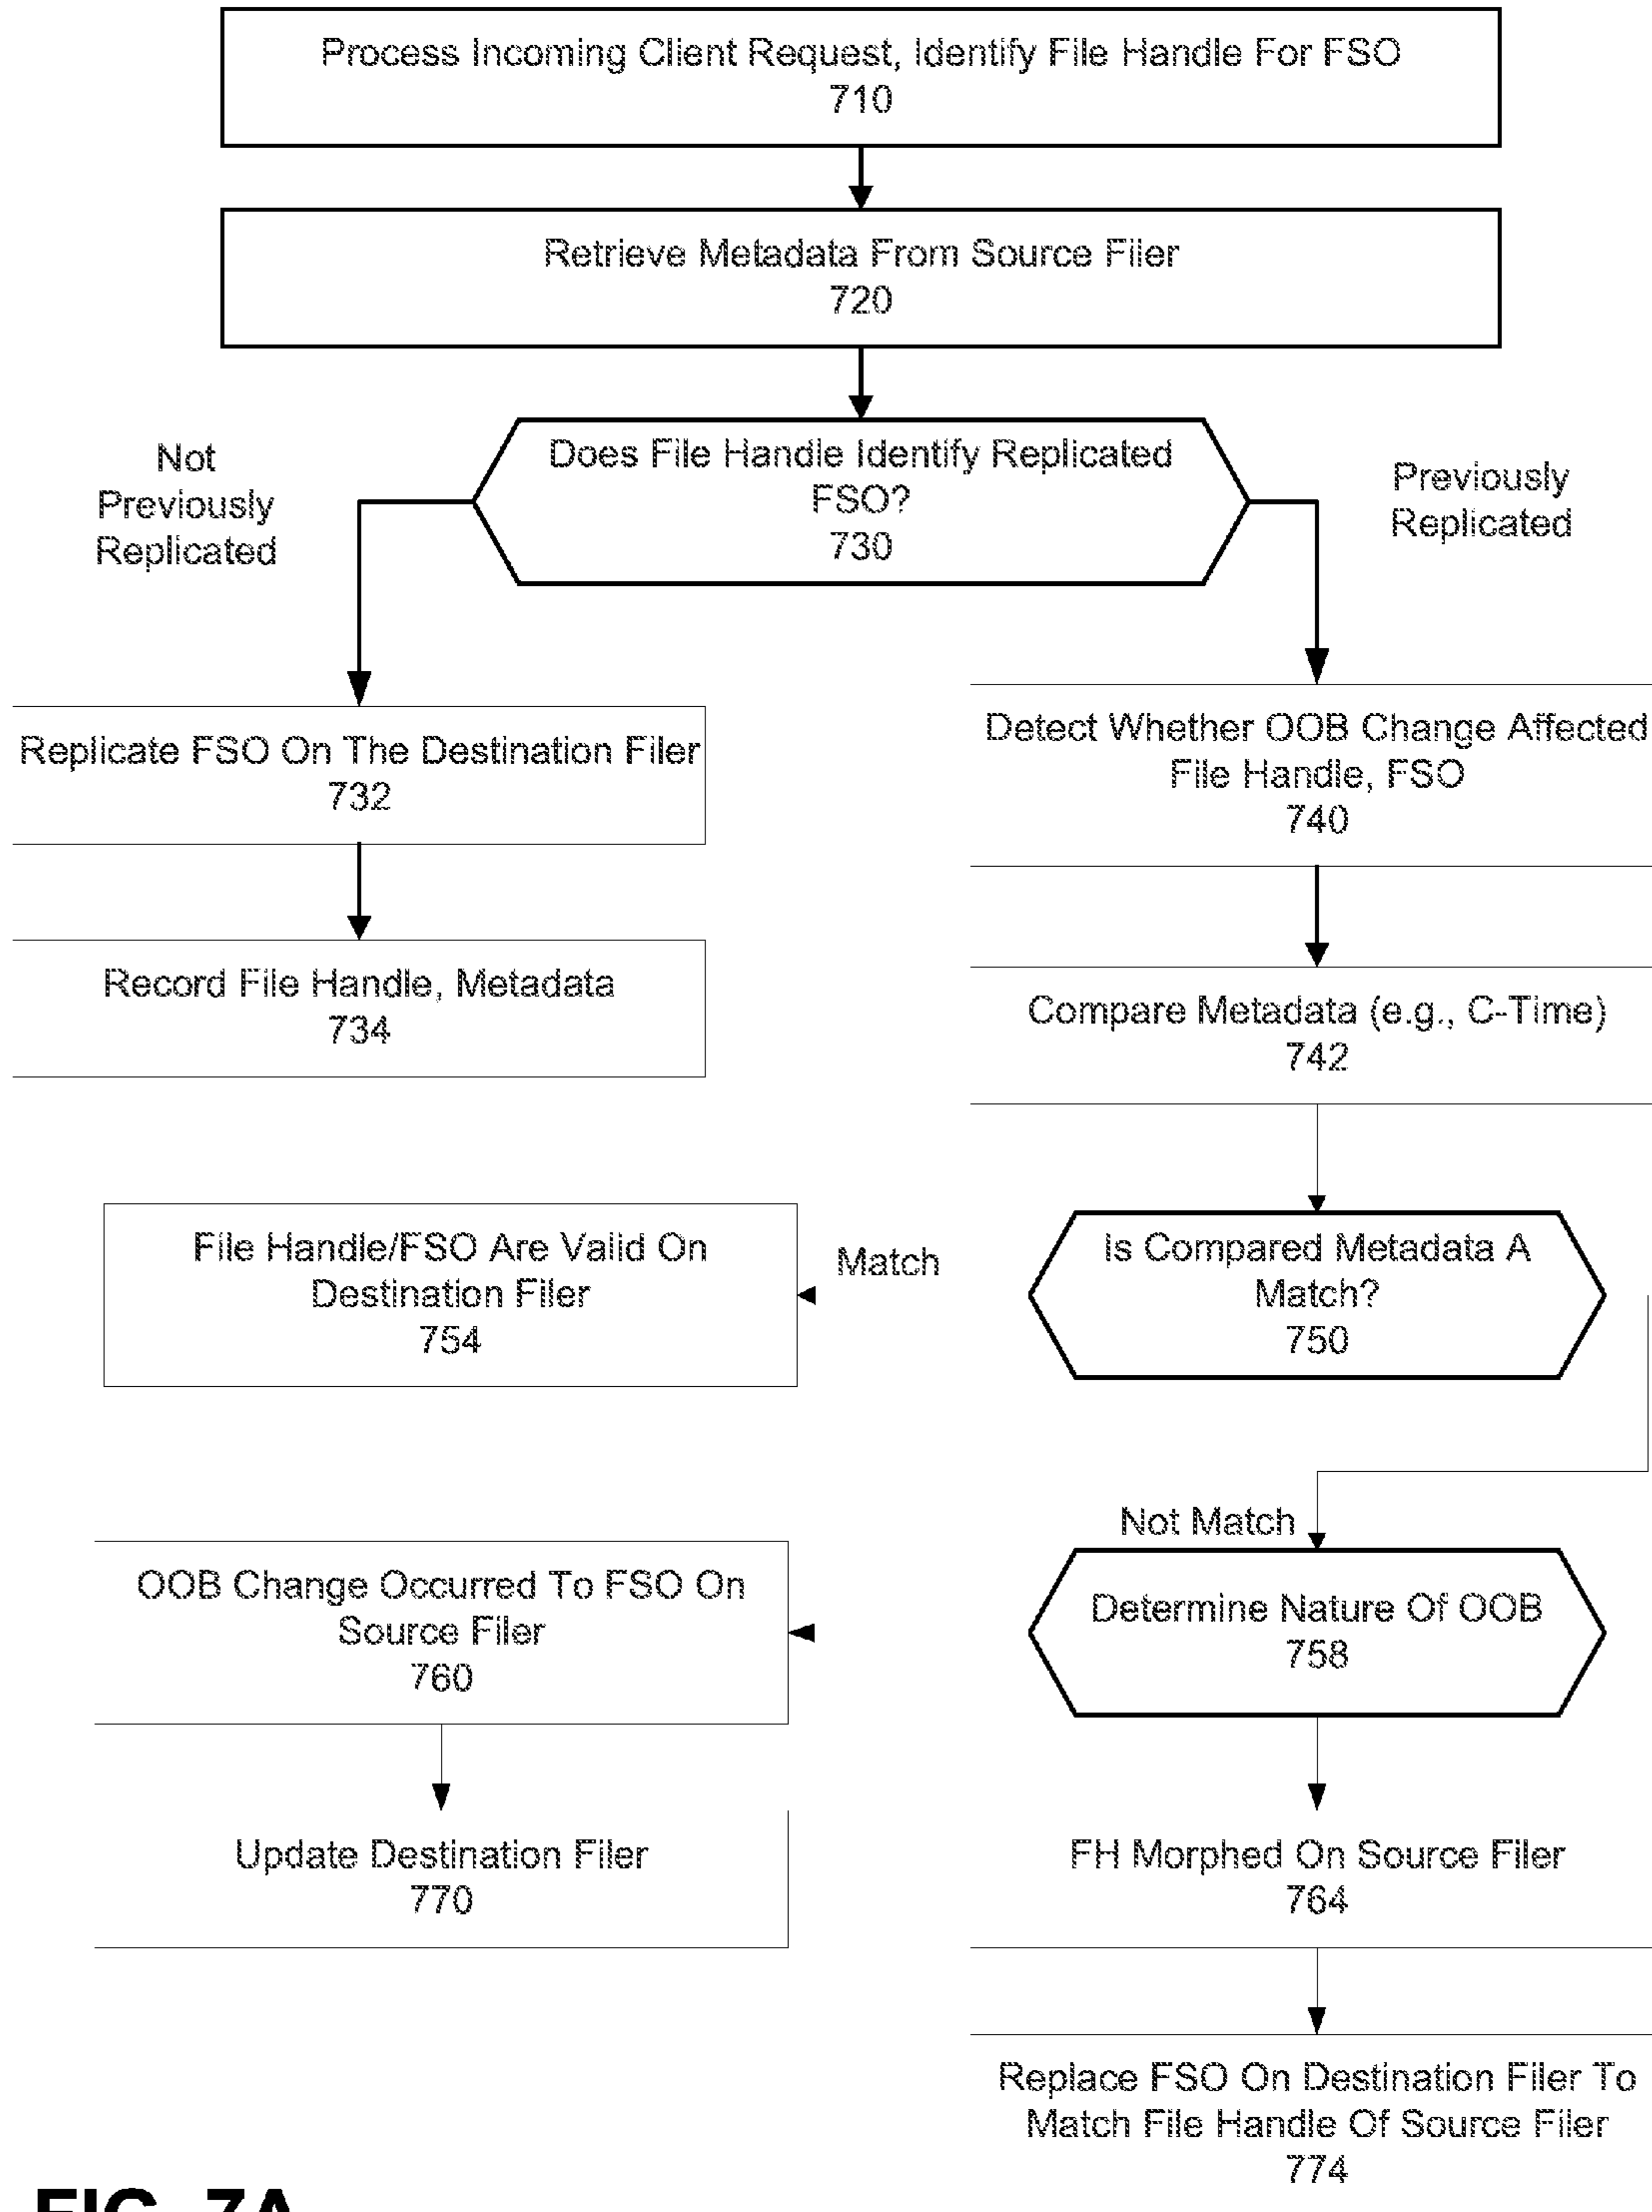 Process Incoming Client Request, Identify File Handle For FSO
710
Retrieve Metadata From Source Filer
720
Does File Handle Identify Replicated
FSO?
730
Not
Previously
Replicated
Previously
Replicated
Replicate FSO On The Destination Filer
732
Detect Whether OOB Change Affected
File Handle, FSO
740
Record File Handle, Metadata
734
Compare Metadata (e.g., C-Time)
742
File Handle/FSO Are Valid On
Destination Filer
754
Match
Is Compared Metadata A
Match?
750
Not Match
OOB Change Occurred To FSO On
Source Filer
760
Determine Nature Of OOB
758
Update Destination Filer
770
FH Morphed On Source Filer
764
Replace FSO On Destination Filer To
Match File Handle Of Source Filer
774
FIG. 7A